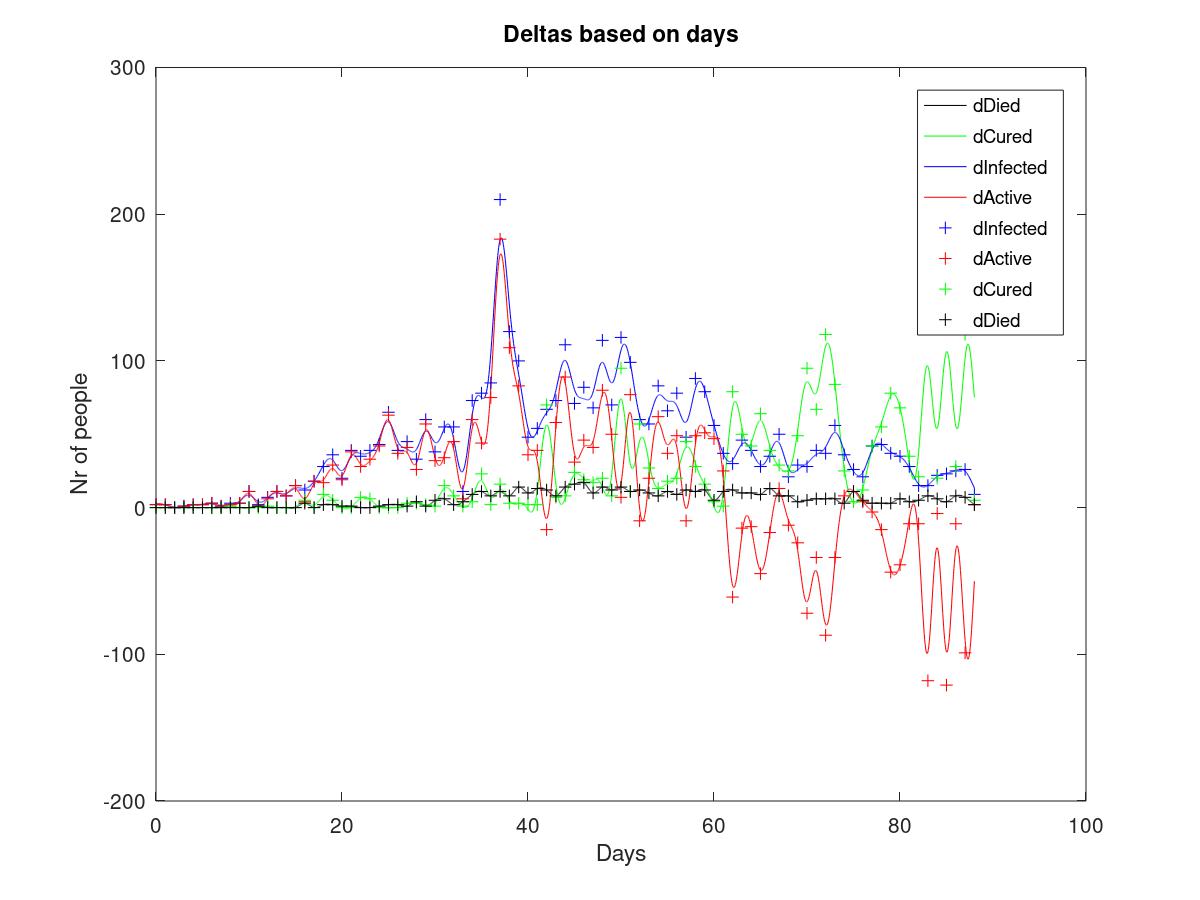 Deltas based on days
300
200
100
0
-100
-200
0 20 40 60 80 100
Nr of people
Days
dDied
dCured
dInfected
dActive
dInfected
dActive
dCured
dDied